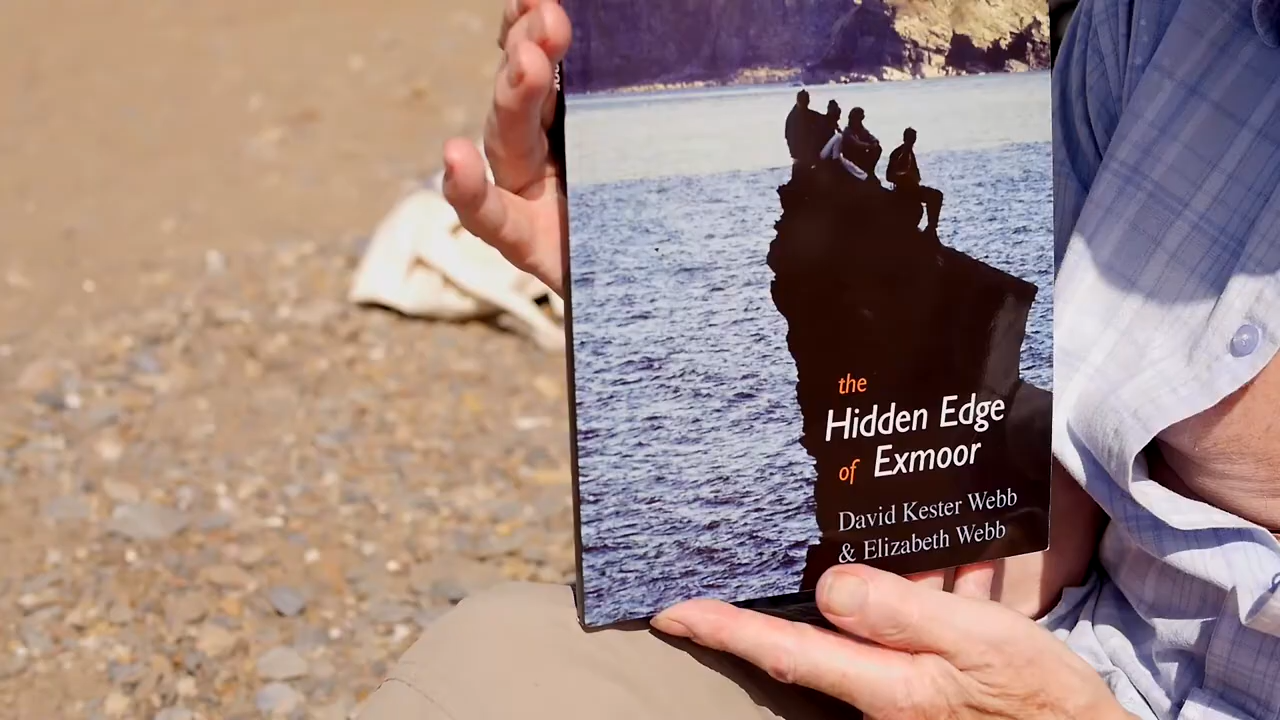 the
Hidden Edge
of Exmoor
David Kester Webb
& Elizabeth Webb